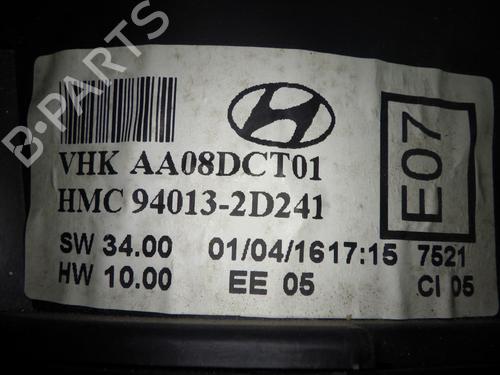 B-PARTS
VHK AA08DCT01
HMC 94013-2D241
E07
SW 34.00 01/04/1617:15 7521
HW 10.00 EE 05 CI 05